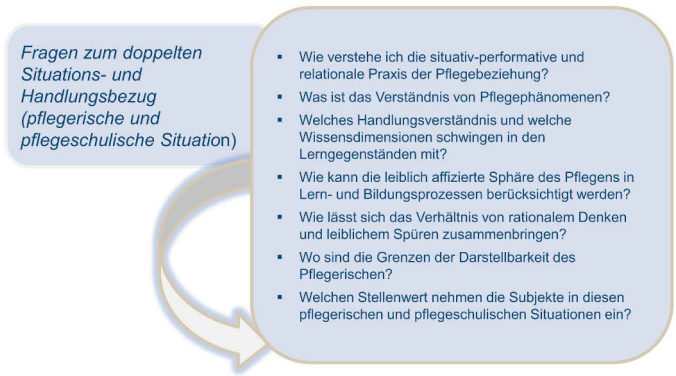 Fragen zum doppelten
Situations- und
Handlungsbezug
(pflegerische und
pflegeschulische Situation)
▪ Wie verstehe ich die situativ-performative und
relationale Praxis der Pflegebeziehung?
▪ Was ist das Verständnis von Pflegephänomenen?
▪ Welches Handlungsverständnis und welche
Wissensdimensionen schwingen in den
Lerngegenständen mit?
▪ Wie kann die leiblich affizierte Sphäre des Pflegens in
Lern- und Bildungsprozessen berücksichtigt werden?
▪ Wie lässt sich das Verhältnis von rationalem Denken
und leiblichem Spüren zusammenbringen?
▪ Wo sind die Grenzen der Darstellbarkeit des
Pflegerischen?
▪ Welchen Stellenwert nehmen die Subjekte in diesen
pflegerischen und pflegeschulischen Situationen ein?